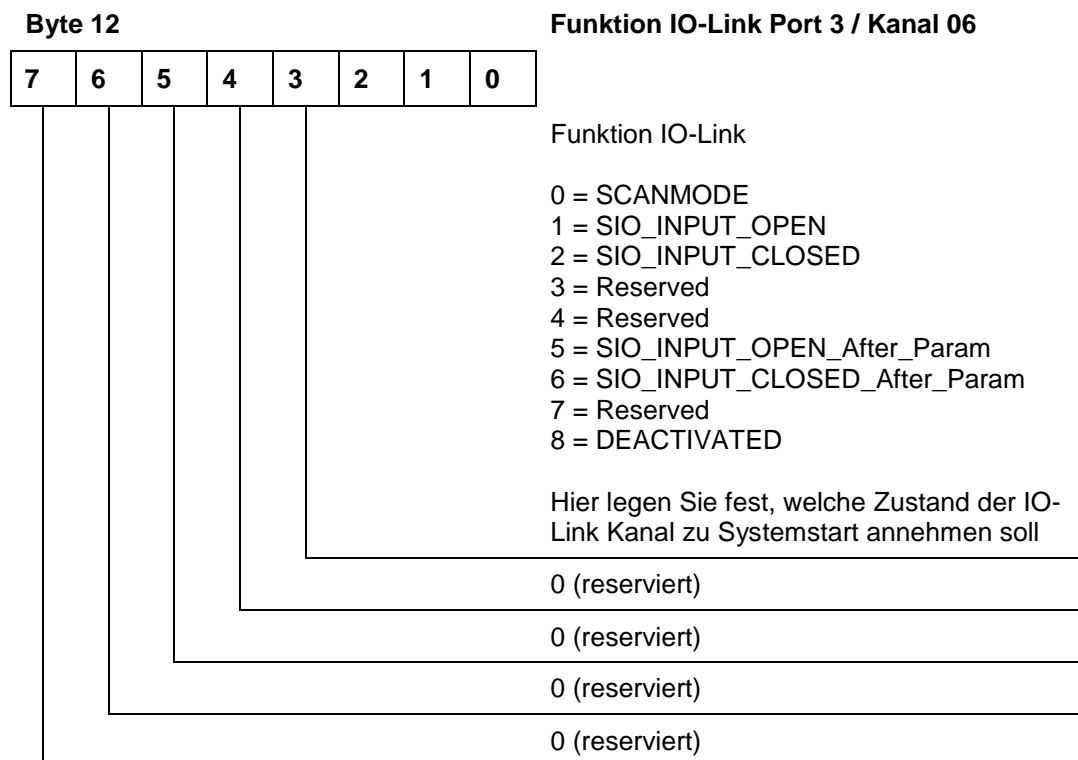 Byte 12 Funktion IO-Link Port 3 / Kanal 06
7 6 5 4 3 2 1 0
Funktion IO-Link
0 = SCANMODE
1 = SIO_INPUT_OPEN
2 = SIO_INPUT_CLOSED
3 = Reserved
4 = Reserved
5 = SIO_INPUT_OPEN_After_Param
6 = SIO_INPUT_CLOSED_After_Param
7 = Reserved
8 = DEACTIVATED
Hier legen Sie fest, welche Zustand der IO-
Link Kanal zu Systemstart annehmen soll
0 (reserviert)
0 (reserviert)
0 (reserviert)
0 (reserviert)